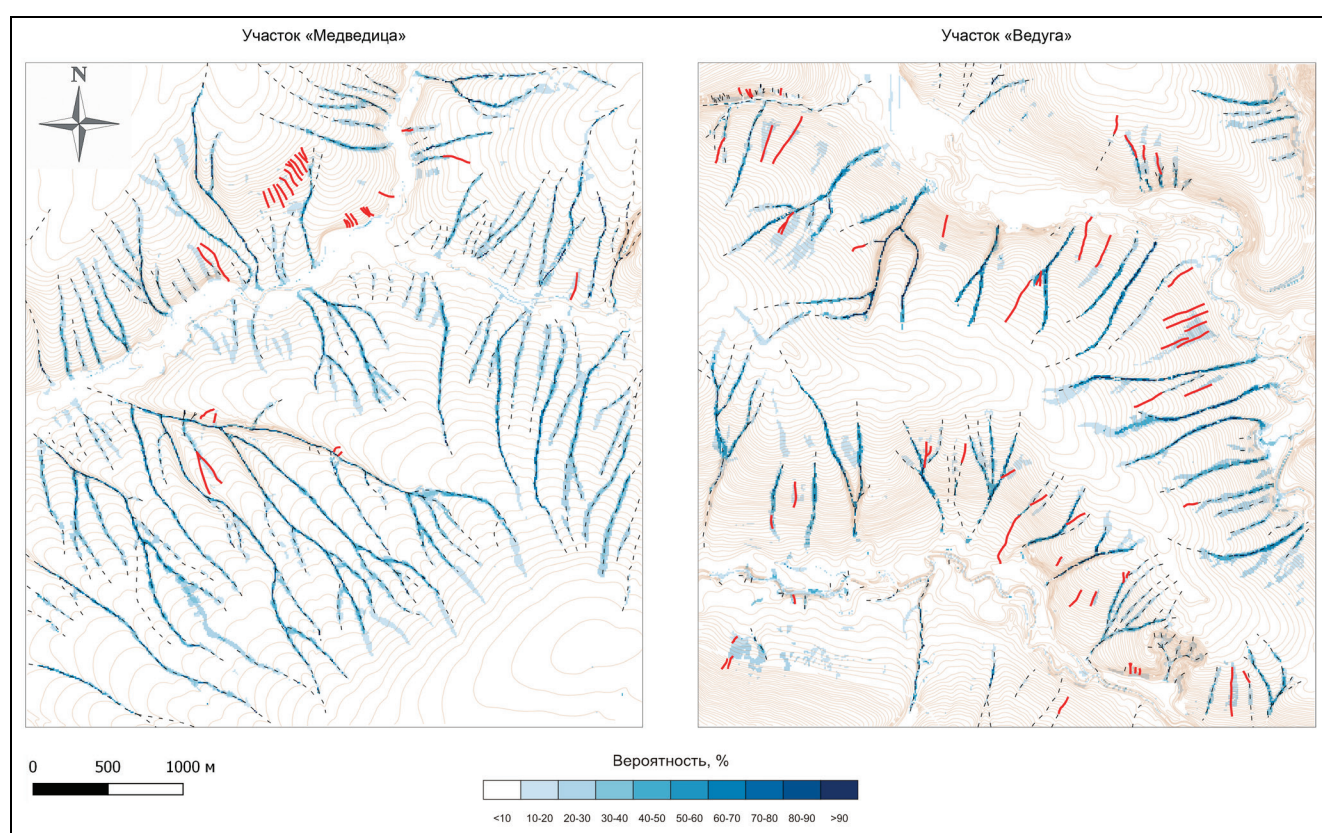 Участок «Медведица»
Участок «Ведуга»
N
0 500 1000 м
Вероятность, %
<10 10-20 20-30 30-40 40-50 50-60 60-70 70-80 80-90 >90